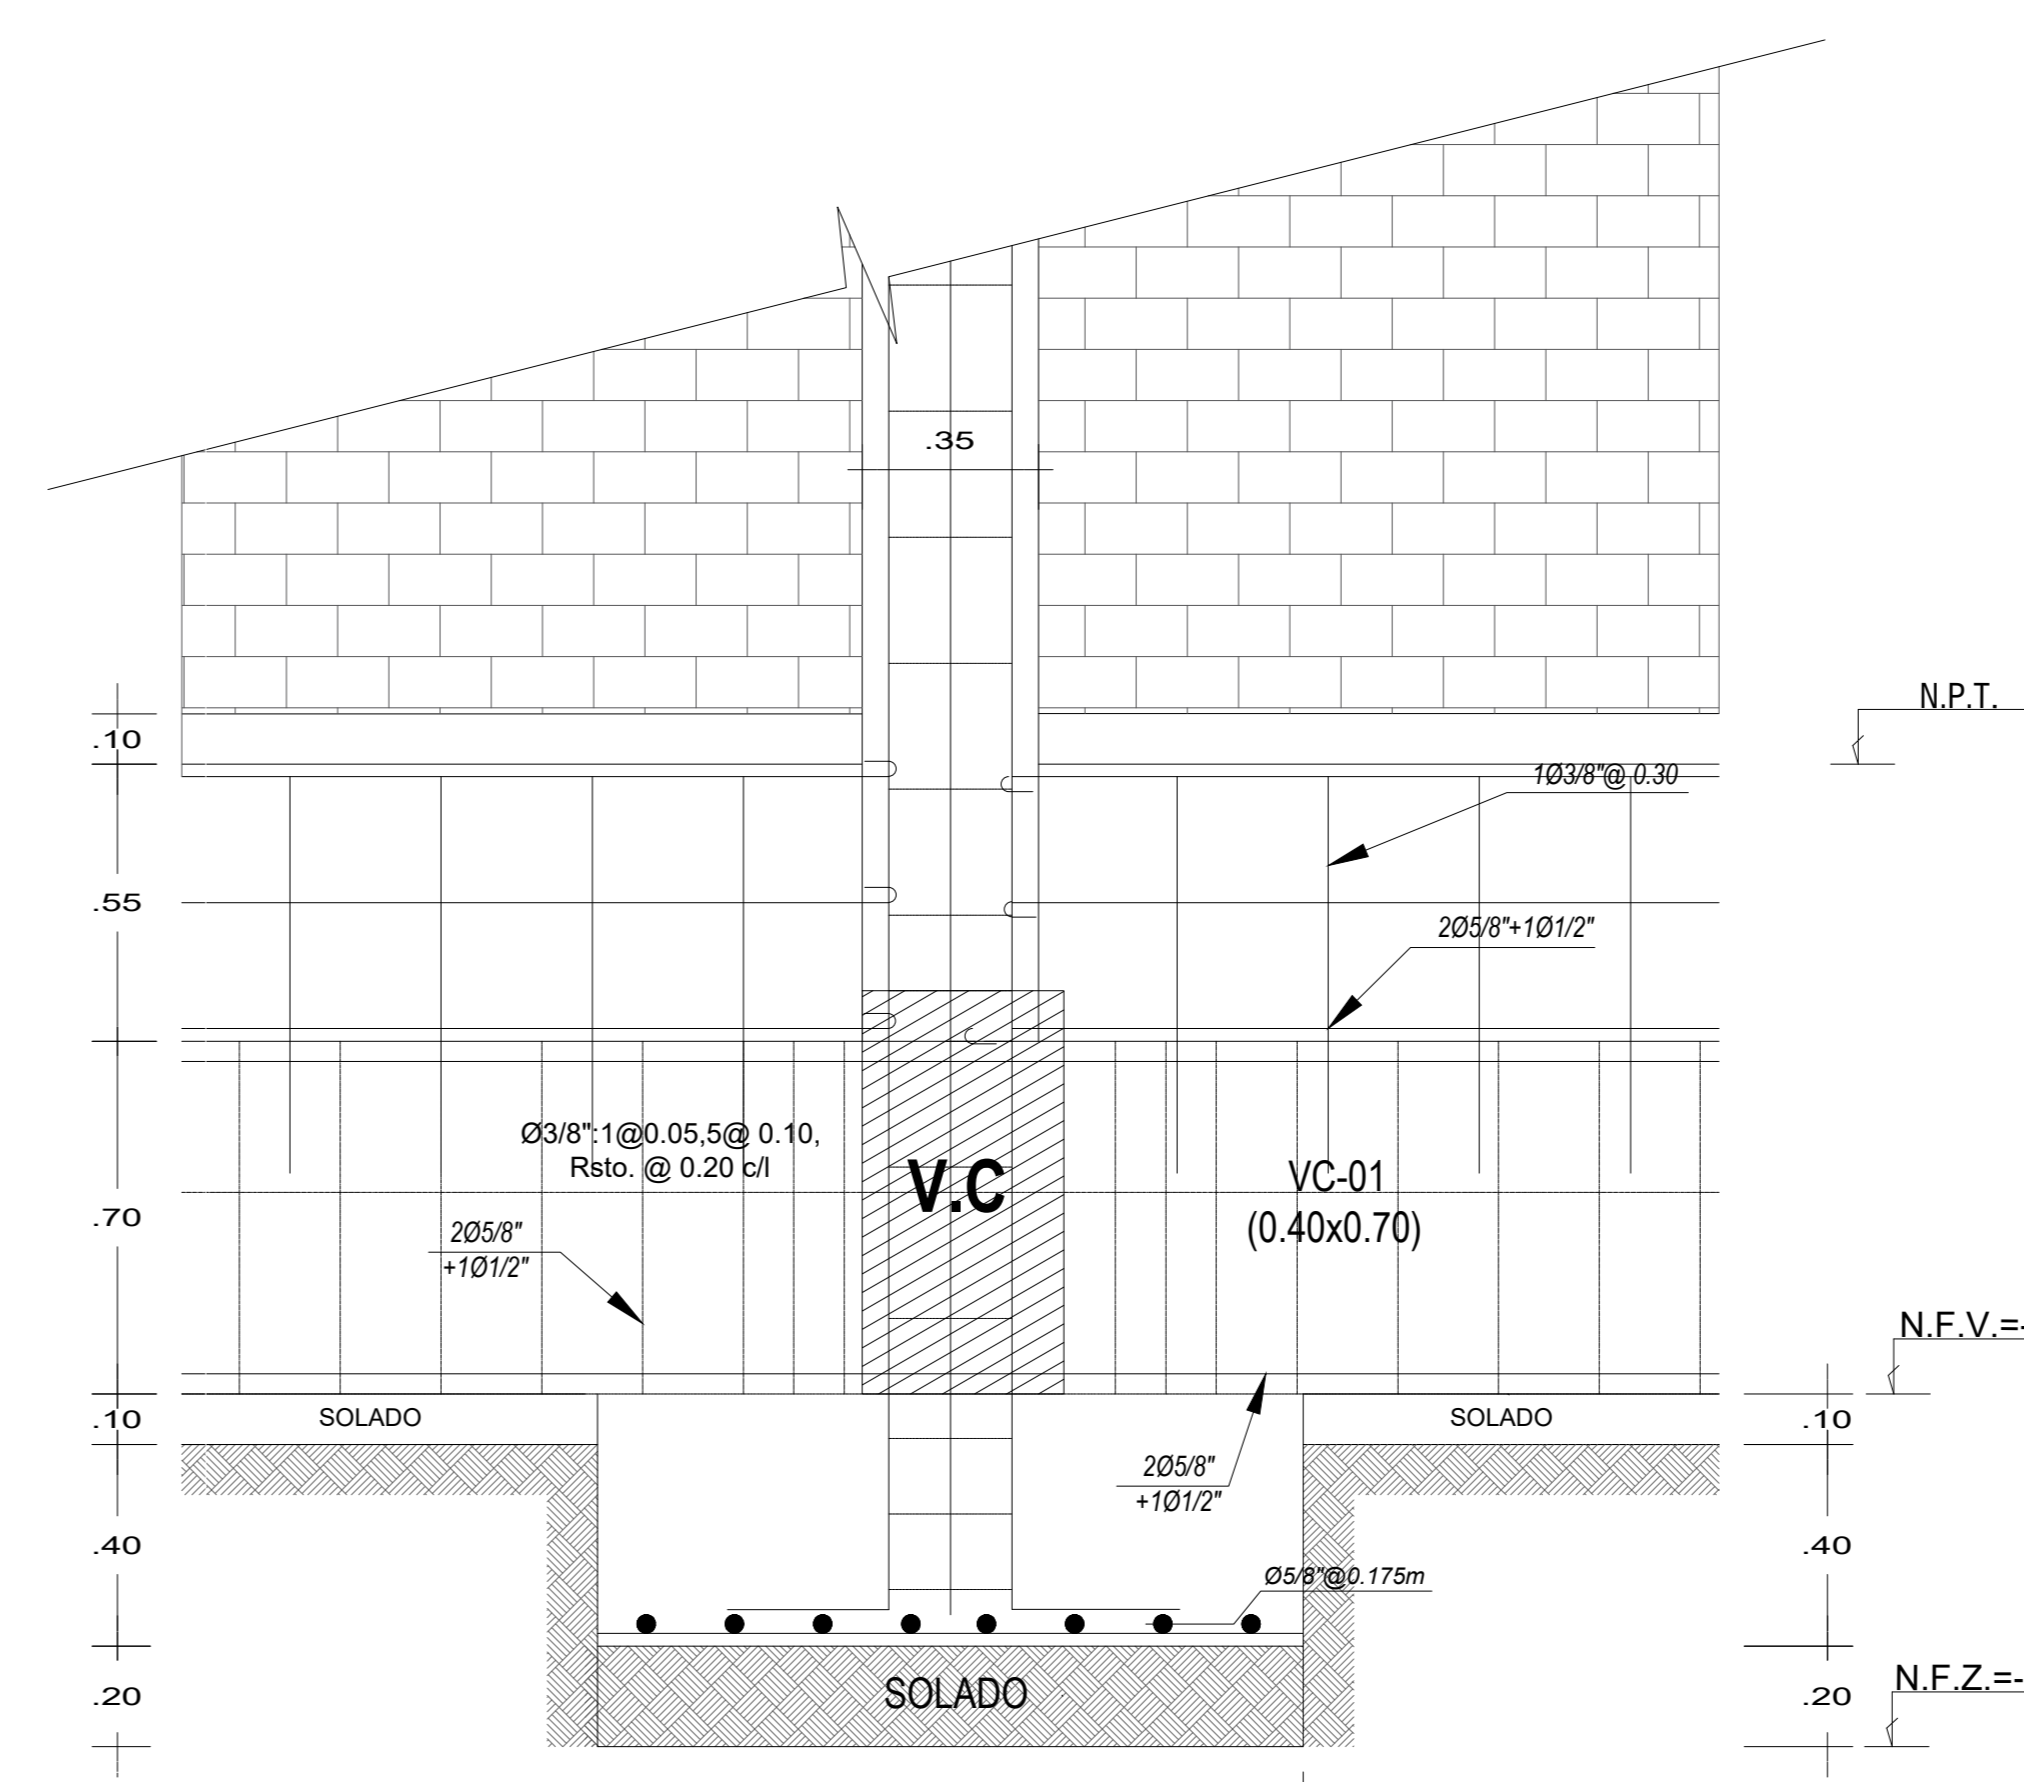 .35
N.P.T.
.10
1Ø3/8"@ 0.30
.55
2Ø5/8"+1Ø1/2"
Ø3/8":1@0.05,5@ 0.10,
Rsto. @ 0.20 c/l
V.C
VC-01
(0.40x0.70)
.70
2Ø5/8"
+1Ø1/2"
N.F.V.=-
.10
SOLADO
SOLADO
.10
2Ø5/8"
+1Ø1/2"
.40
.40
Ø5/8"@0.175m
.20
SOLADO
.20
N.F.Z.=-